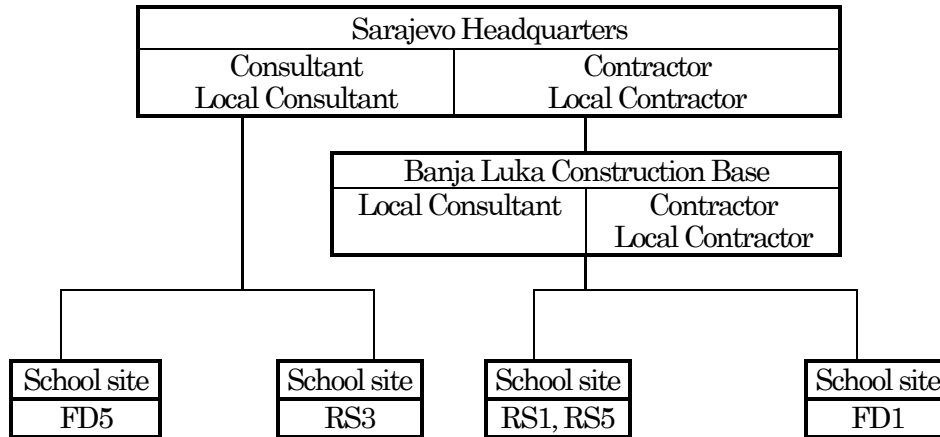 Sarajevo Headquarters
Consultant
Local Consultant
Contractor
Local Contractor
Banja Luka Construction Base
Local Consultant
Contractor
Local Contractor
School site
FD5
School site
RS3
School site
RS1, RS5
School site
FD1